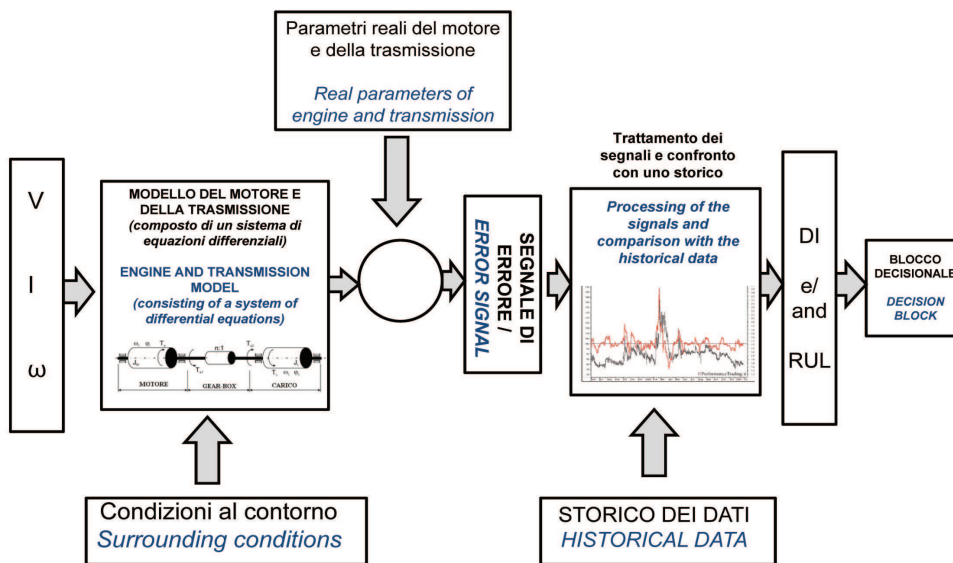 Parametri reali del motore
e della trasmissione
Real parameters of
engine and transmission
V
I
ω
MODELLO DEL MOTORE E
DELLA TRASMISSIONE
(composto di un sistema di
equazioni differenziali)
ENGINE AND TRANSMISSION
MODEL
(consisting of a system of
differential equations)
n:1
MOTORE
GEAR-BOX
CARICO
SEGNALE DI
ERRORE /
ERROR SIGNAL
Trattamento dei
segnali e confronto
con uno storico
Processing of the
signals and
comparison with the
historical data
©PerformanceTrading.it
DI
e/
and
RUL
BLOCCO
DECISIONALE
DECISION
BLOCK
Condizioni al contorno
Surrounding conditions
STORICO DEI DATI
HISTORICAL DATA